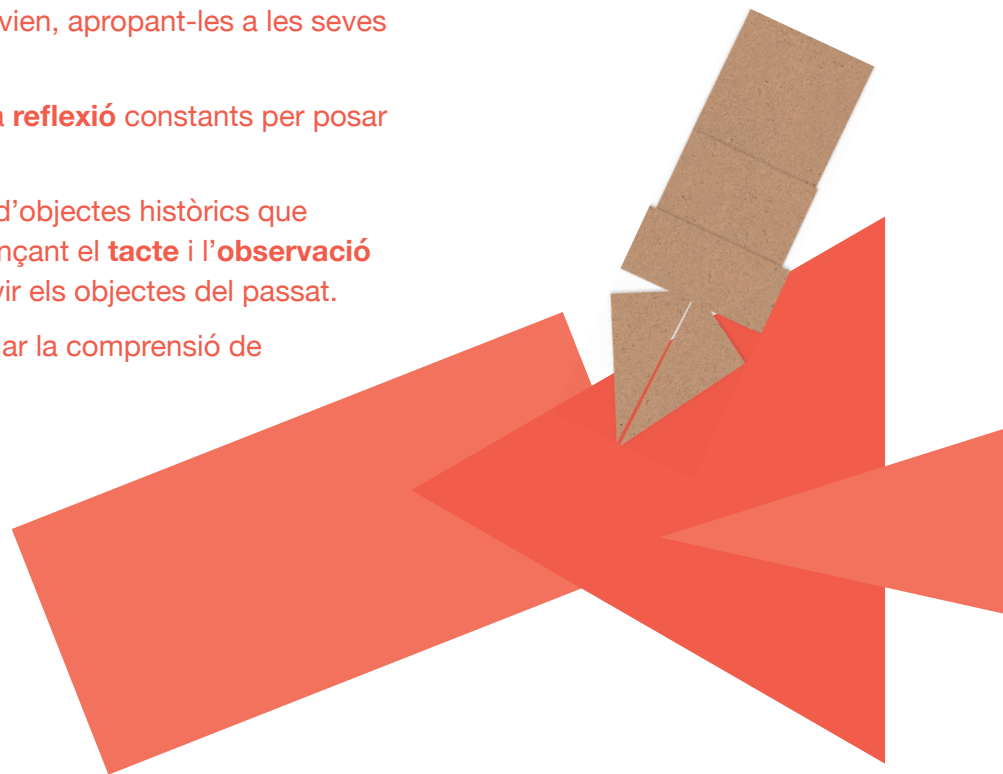 vien, apropant-les a les seves
a reflexió constants per posar
d’objectes històrics que
nçant el tacte i l’observació
vir els objectes del passat.
lar la comprensió de